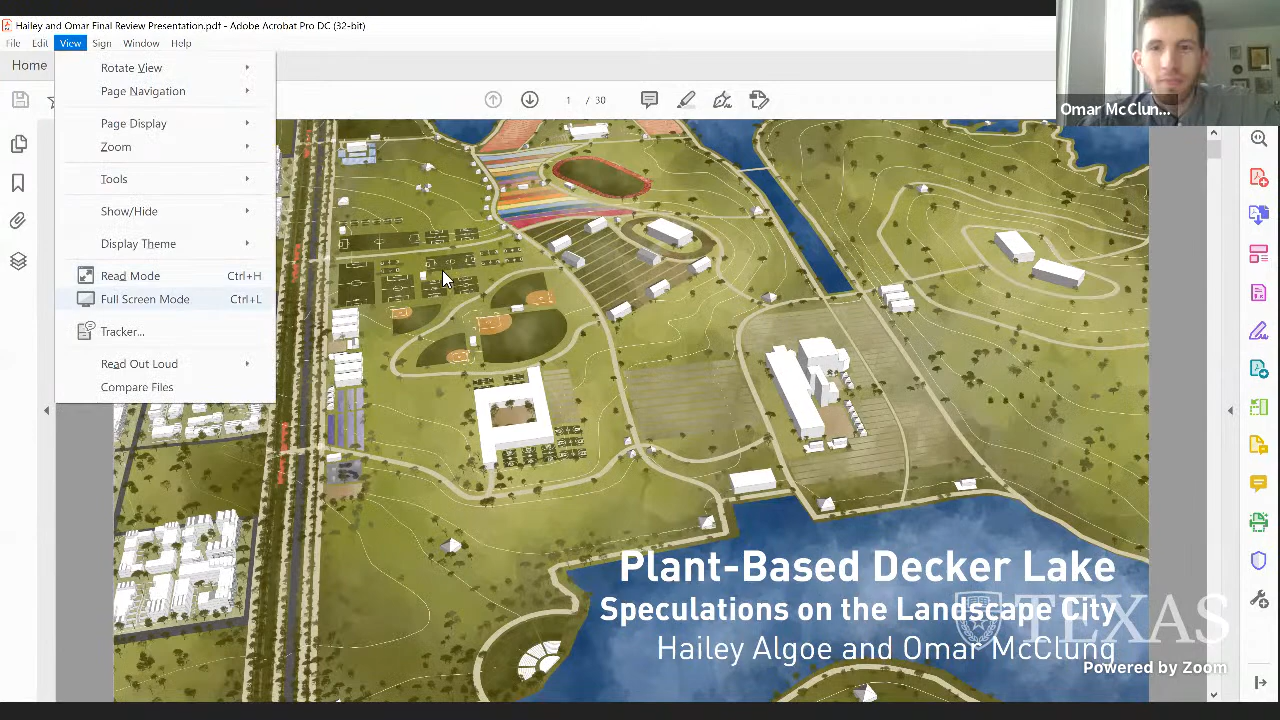 Hailey and Omar Final Review Presentation.pdf - Adobe Acrobat Pro DC (32-bit)
File Edit View Sign Window Help
Home
Rotate View
Page Navigation
1 / 30
Page Display
Zoom
Tools
Show/Hide
Display Theme
Read Mode Ctrl+H
Full Screen Mode Ctrl+L
Tracker...
Read Out Loud
Compare Files
Omar McClun...
Plant-Based Decker Lake
Speculations on the Landscape City
Hailey Algoe and Omar McClung
TEXAS
Powered by Zoom